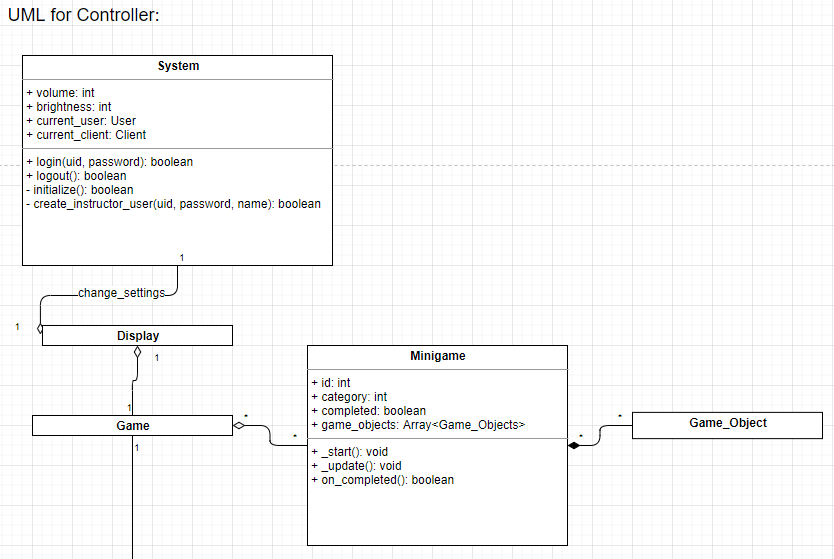 UML for Controller:
System
+ volume: int
+ brightness: int
+ current_user: User
+ current_client: Client
+ login(uid, password): boolean
+ logout(): boolean
- initialize(): boolean
- create_instructor_user(uid, password, name): boolean
1
change_settings
1
Display
1
1
Game
1
*
*
Minigame
+ id: int
+ category: int
+ completed: boolean
+ game_objects: Array<Game_Objects>
+ _start(): void
+ _update(): void
+ on_completed(): boolean
*
*
Game_Object